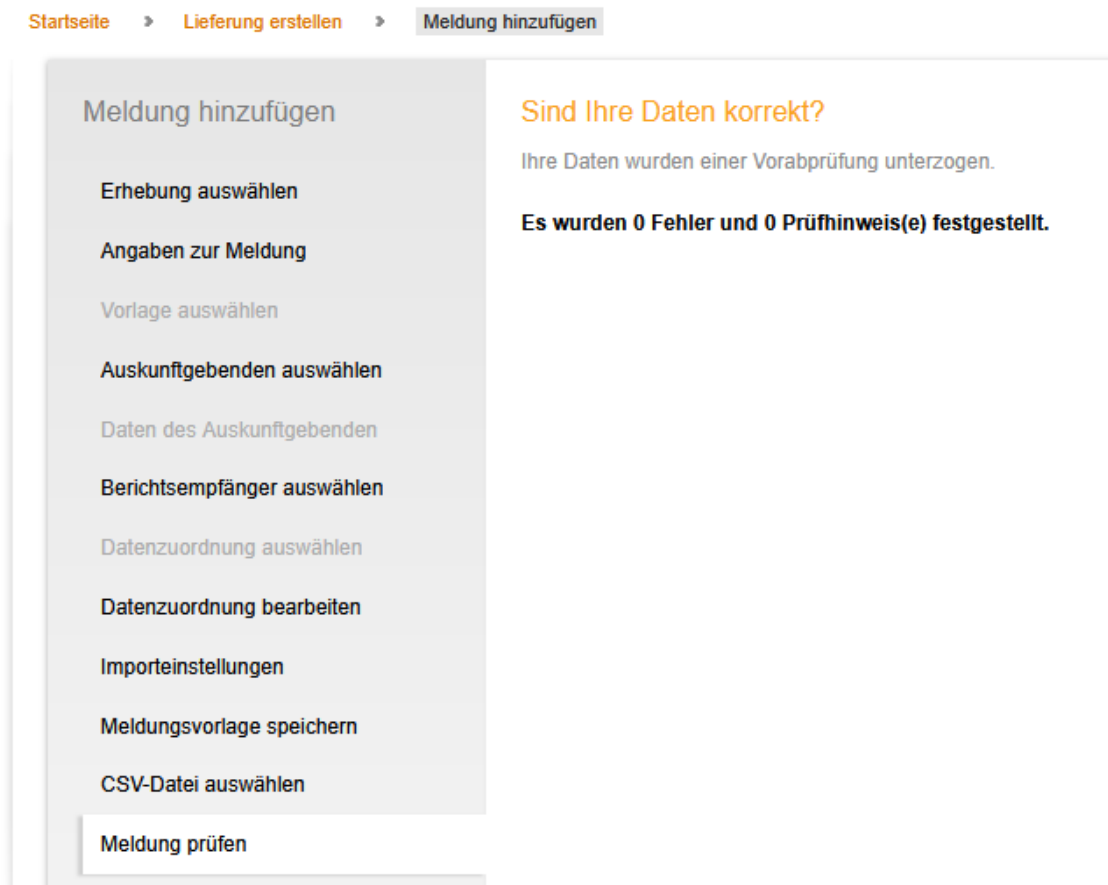 Startseite > Lieferung erstellen > Meldung hinzufügen
Meldung hinzufügen
Erhebung auswählen
Angaben zur Meldung
Vorlage auswählen
Auskunftgebenden auswählen
Daten des Auskunftgebenden
Berichtsempfänger auswählen
Datenzuordnung auswählen
Datenzuordnung bearbeiten
Importeinstellungen
Meldungsvorlage speichern
CSV-Datei auswählen
Meldung prüfen
Sind Ihre Daten korrekt?
Ihre Daten wurden einer Vorabprüfung unterzogen.
Es wurden 0 Fehler und 0 Prüfhinweis(e) festgestellt.